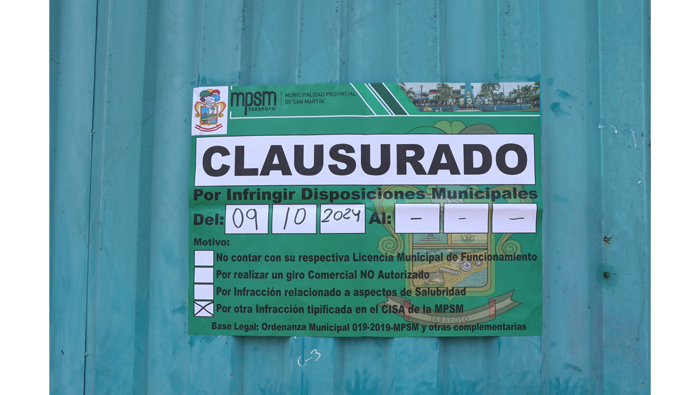 mpsm
TARAPOTO
MUNICIPALIDAD PROVINCIAL
DE SAN MARTIN
CLAUSURADO
Por Infringir Disposiciones Municipales
Del: 09 10 2024 Al: - - -
Motivo:
No contar con su respectiva Licencia Municipal de Funcionamiento
Por realizar un giro Comercial NO Autorizado
Por Infracción relacionado a aspectos de Salubridad
X Por otra Infracción tipificada en el CISA de la MPSM
TARAPOTO
Base Legal: Ordenanza Municipal 019-2019-MPSM y otras complementarias